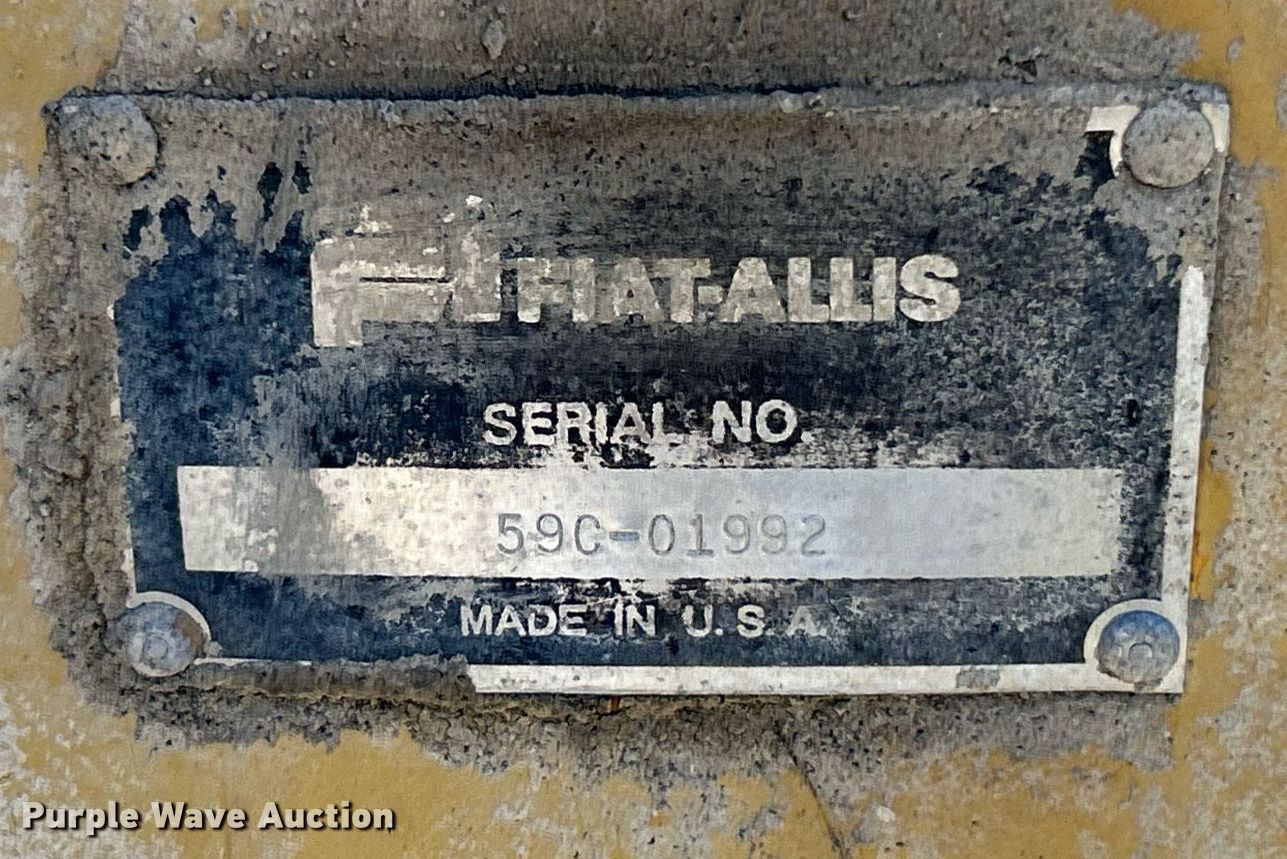 FIAT-ALLIS
SERIAL NO.
59C-01992
MADE IN U.S.A.
Purple Wave Auction